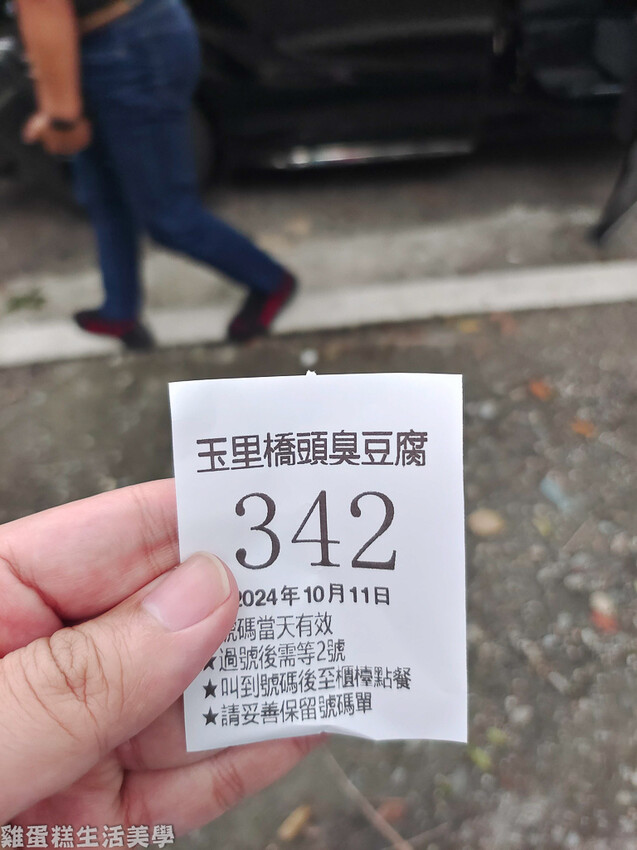 玉里橋頭臭豆腐
342
2024年10月11日
號碼當天有效
★過號後需等2號
★叫到號碼後至櫃檯點餐
★請妥善保留號碼單
雞蛋糕生活美學